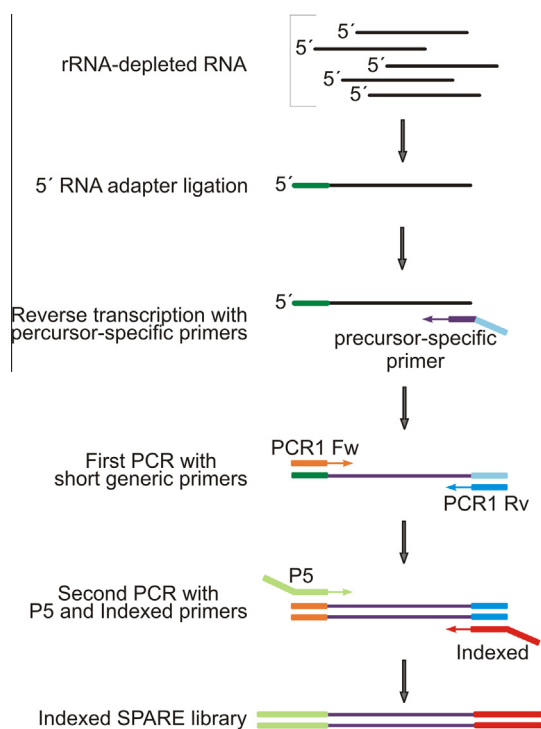 rRNA-depleted RNA
5´
5´
5´
5´
5´
5´ RNA adapter ligation
5´
5´
Reverse transcription with
percursor-specific primers
precursor-specific
primer
First PCR with
short generic primers
PCR1 Fw
PCR1 Rv
Second PCR with
P5 and Indexed primers
P5
Indexed
Indexed SPARE library